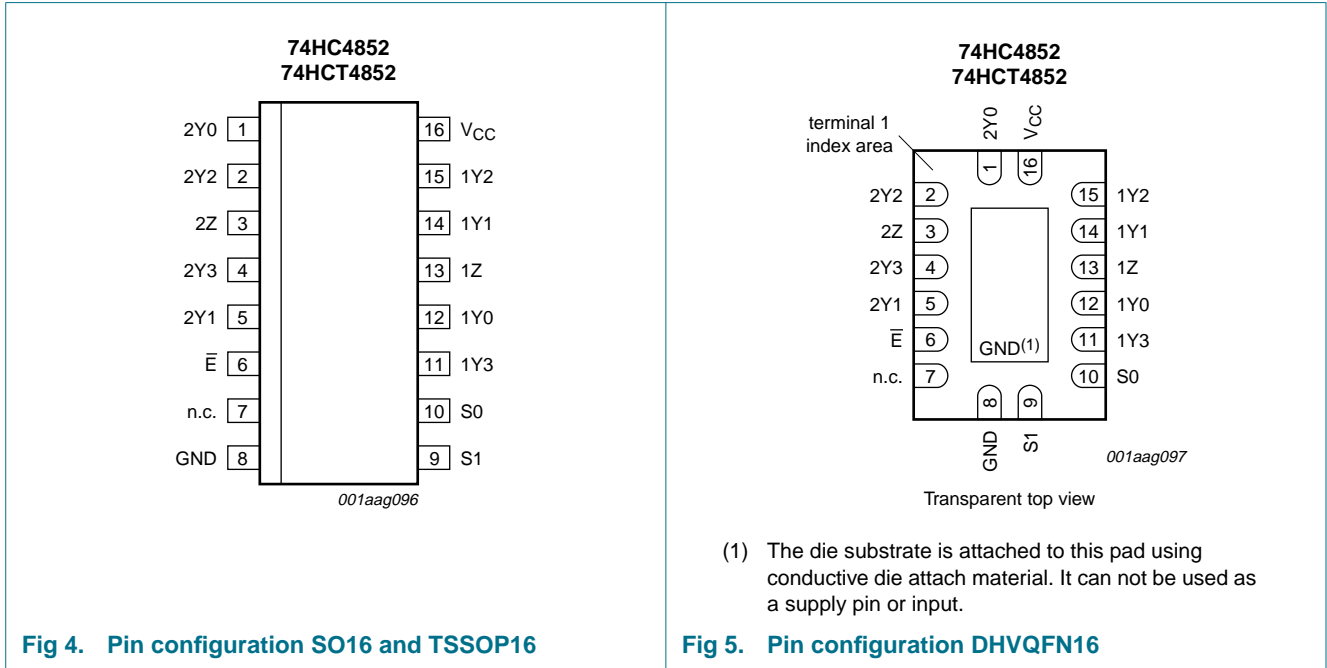 74HC4852
74HCT4852
2Y0 1
16 VCC
2Y2 2
15 1Y2
2Z 3
14 1Y1
2Y3 4
13 1Z
2Y1 5
12 1Y0
E̅ 6
11 1Y3
n.c. 7
10 S0
GND 8
9 S1
001aag096
Fig 4. Pin configuration SO16 and TSSOP16
74HC4852
74HCT4852
terminal 1
index area
2Y0
VCC
1
16
2Y2 2
15 1Y2
2Z 3
14 1Y1
2Y3 4
13 1Z
2Y1 5
12 1Y0
E̅ 6
11 1Y3
GND(1)
n.c. 7
10 S0
8
9
GND
S1
001aag097
Transparent top view
(1) The die substrate is attached to this pad using
conductive die attach material. It can not be used as
a supply pin or input.
Fig 5. Pin configuration DHVQFN16